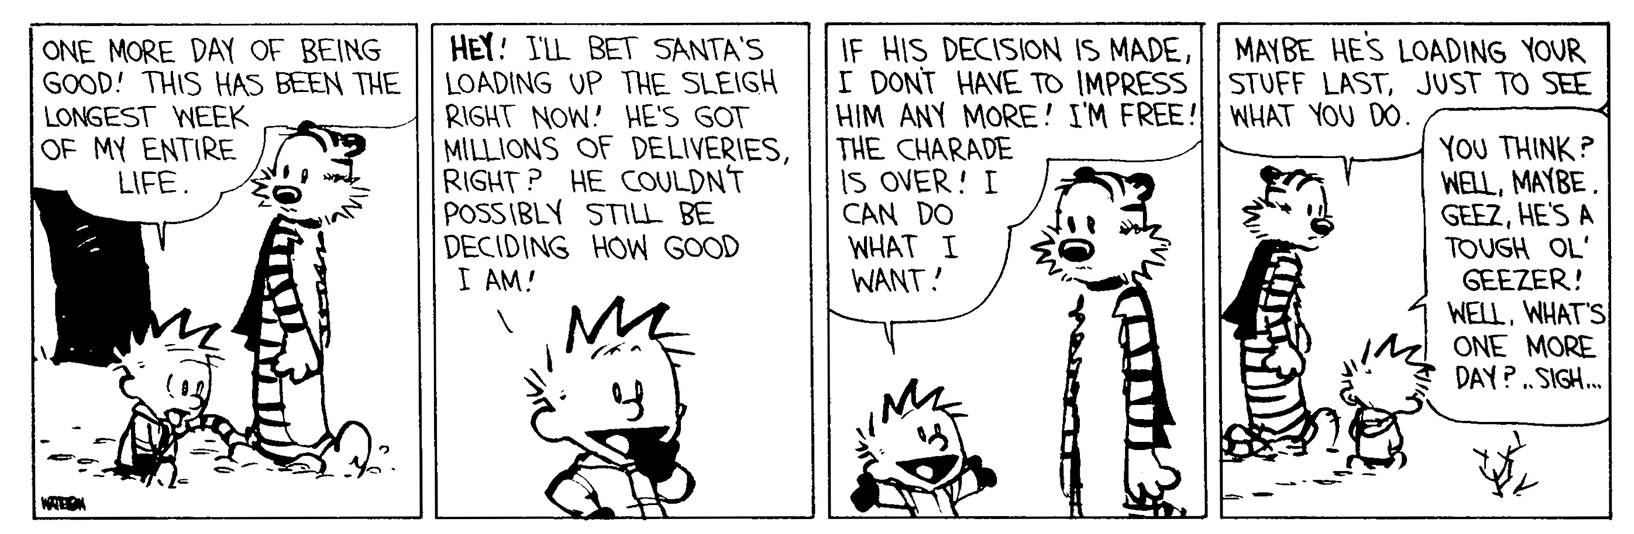 ONE MORE DAY OF BEING
GOOD! THIS HAS BEEN THE
LONGEST WEEK
OF MY ENTIRE
LIFE.
HEY! I'LL BET SANTA'S
LOADING UP THE SLEIGH
RIGHT NOW! HE'S GOT
MILLIONS OF DELIVERIES,
RIGHT? HE COULDN'T
POSSIBLY STILL BE
DECIDING HOW GOOD
I AM!
IF HIS DECISION IS MADE,
I DON'T HAVE TO IMPRESS
HIM ANY MORE! I'M FREE!
THE CHARADE
IS OVER! I
CAN DO
WHAT I
WANT!
MAYBE HE'S LOADING YOUR
STUFF LAST, JUST TO SEE
WHAT YOU DO.
YOU THINK?
WELL, MAYBE.
GEEZ, HE'S A
TOUGH OL'
GEEZER!
WELL, WHAT'S
ONE MORE
DAY?..SIGH...
WATTERSON